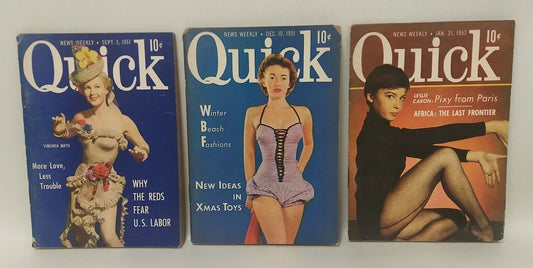 NEWS WEEKLY • SEPT. 3, 1951
10¢
Quick
VIRGINIA MAYO
More Love,
Less
Trouble
WHY
THE REDS
FEAR
U.S. LABOR
NEWS WEEKLY • DEC. 10, 1951
10¢
Quick
Winter
Beach
Fashions
NEW IDEAS
IN
XMAS TOYS
NEWS WEEKLY • JAN. 21, 1952
10¢
Quick
LESLIE
CARON: Pixy from Paris
AFRICA: THE LAST FRONTIER